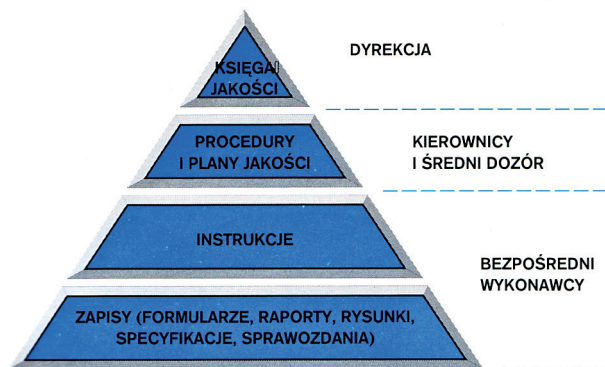 KSIĘGA
JAKOŚCI
DYREKCJA
PROCEDURY
I PLANY JAKOŚCI
KIEROWNICY
I ŚREDNI DOZÓR
INSTRUKCJE
BEZPOŚREDNI
WYKONAWCY
ZAPISY (FORMULARZE, RAPORTY, RYSUNKI,
SPECYFIKACJE, SPRAWOZDANIA)